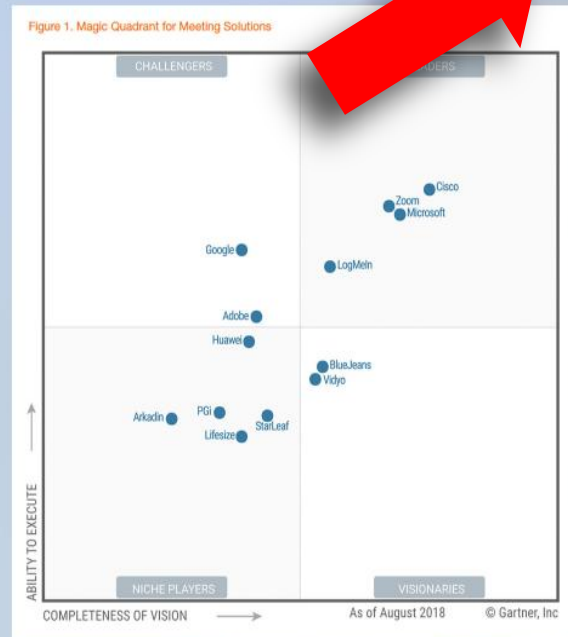 Figure 1. Magic Quadrant for Meeting Solutions
CHALLENGERS
Cisco
Zoom
Microsoft
Google
LogMeIn
Adobe
Huawei
BlueJeans
Vidyo
Arkadin
PGi
StarLeaf
Lifesize
ABILITY TO EXECUTE
NICHE PLAYERS
VISIONARIES
COMPLETENESS OF VISION
As of August 2018
© Gartner, Inc